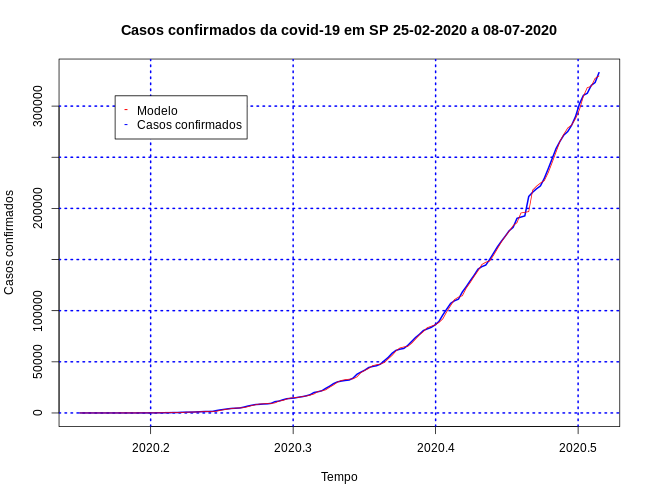 Casos confirmados da covid-19 em SP 25-02-2020 a 08-07-2020
- Modelo
- Casos confirmados
300000
200000
100000
50000
0
Casos confirmados
2020.2 2020.3 2020.4 2020.5
Tempo